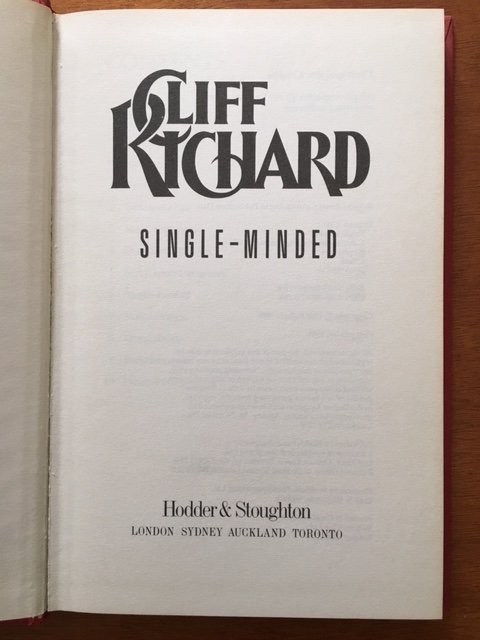 CLIFF
RICHARD
SINGLE-MINDED
Hodder & Stoughton
LONDON SYDNEY AUCKLAND TORONTO